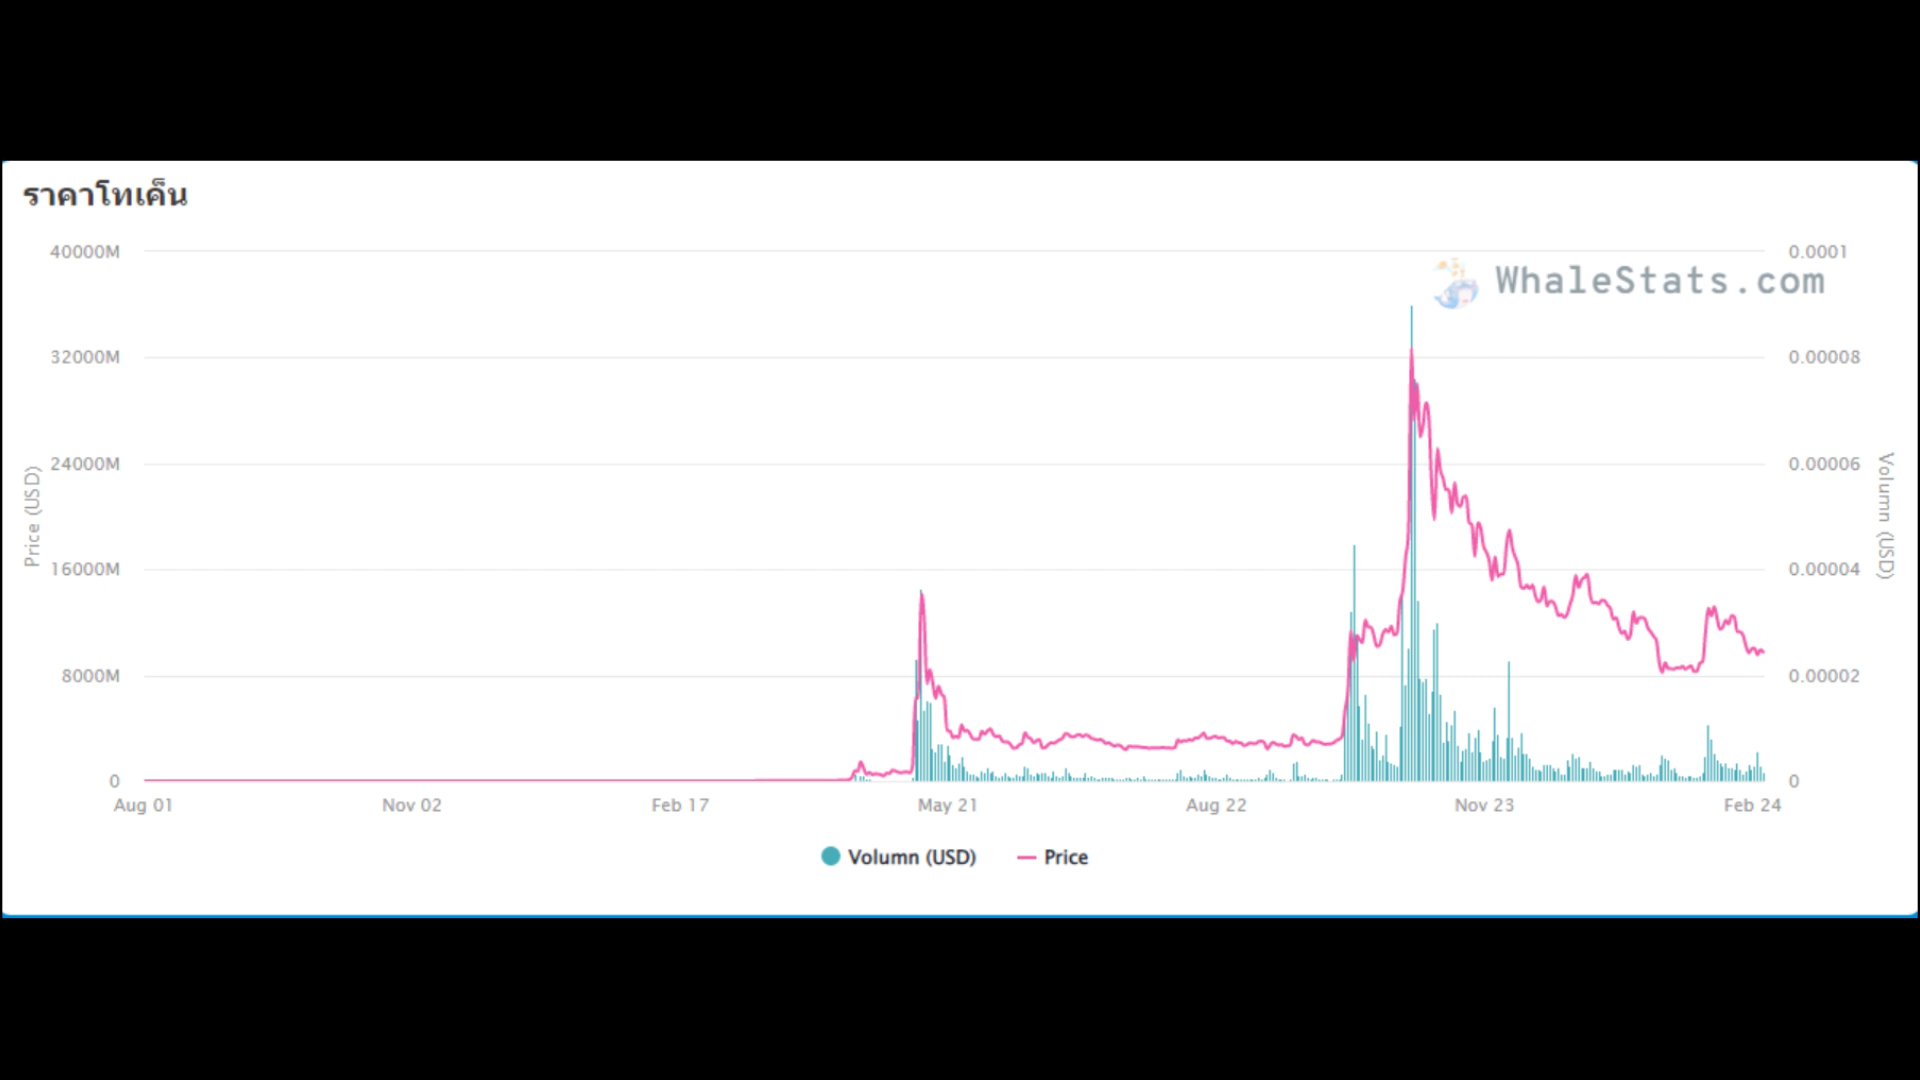 ราคาโทเค็น
WhaleStats.com
40000M
32000M
24000M
16000M
8000M
0
Price (USD)
0.0001
0.00008
0.00006
0.00004
0.00002
0
Volumn (USD)
Aug 01 Nov 02 Feb 17 May 21 Aug 22 Nov 23 Feb 24
Volumn (USD) Price